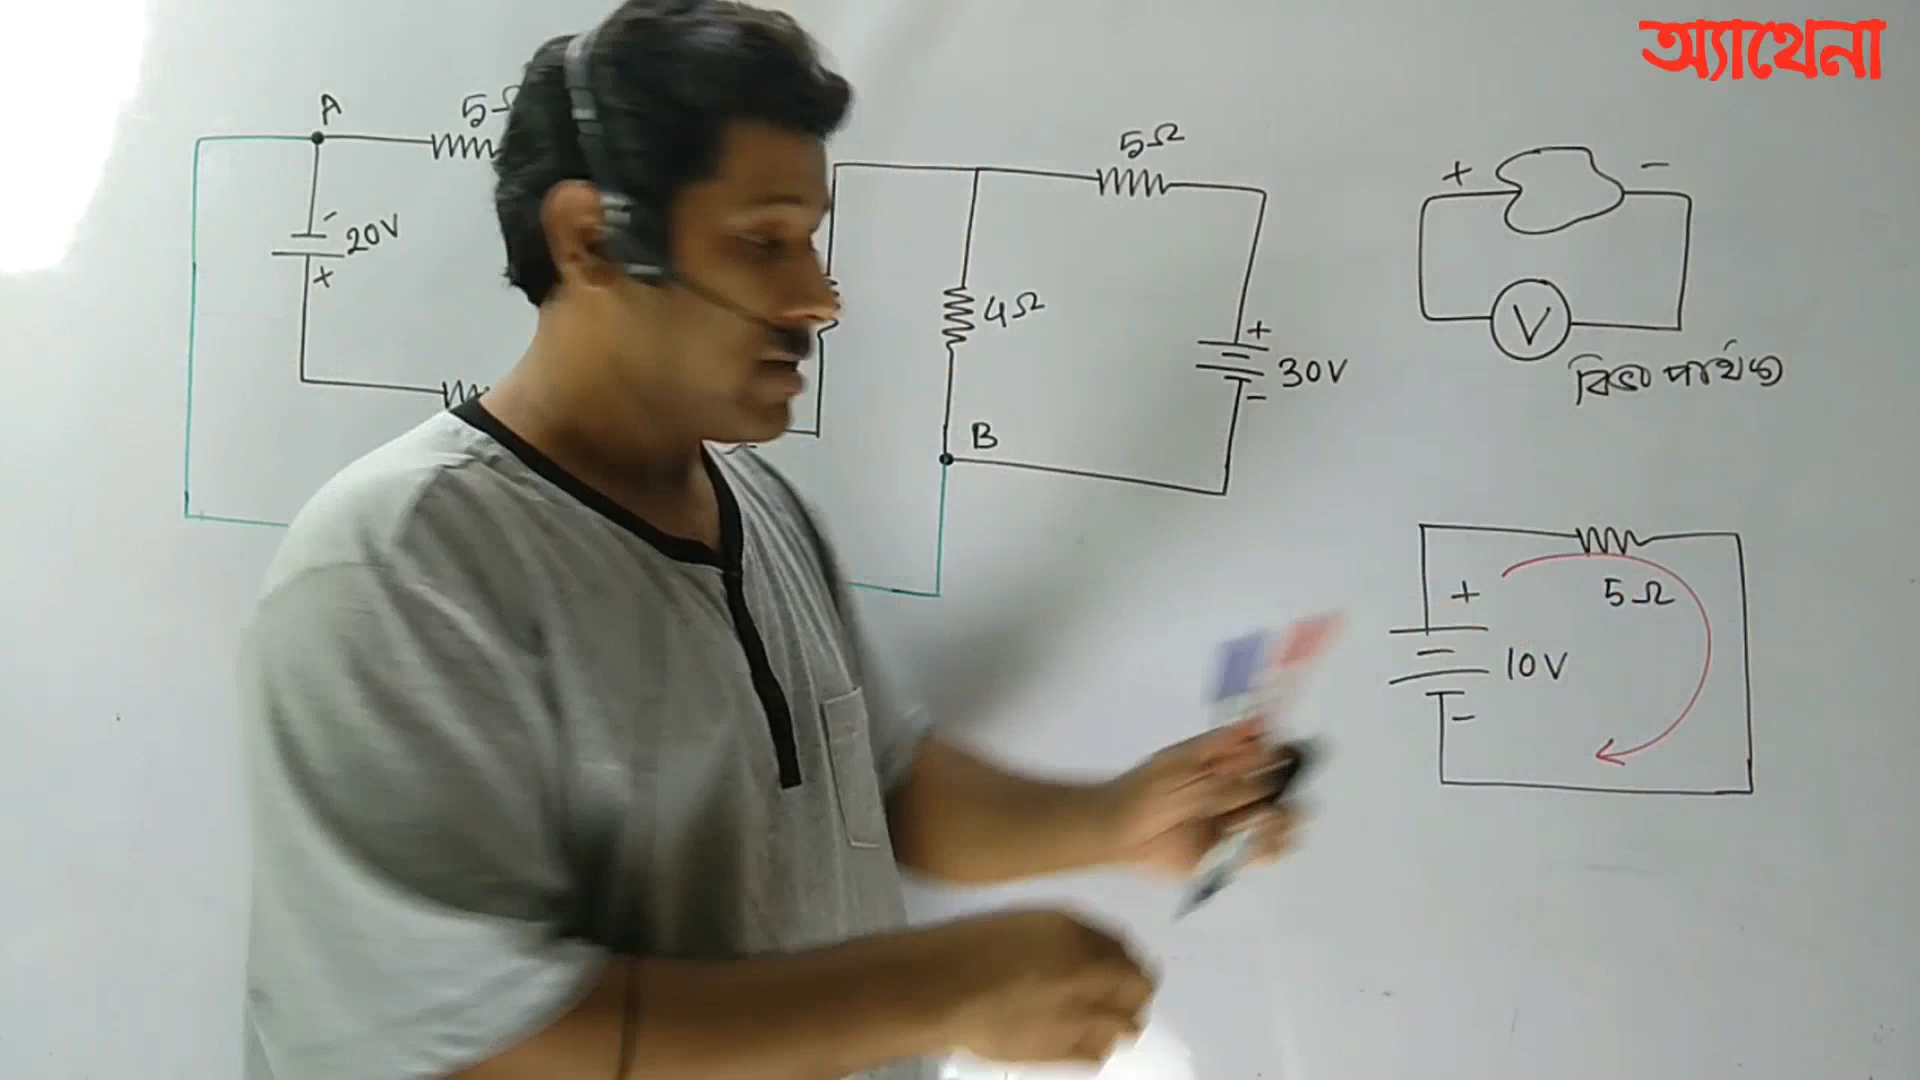 অ্যাথেনা
A
5Ω
20V
-
+
5Ω
4Ω
B
+
30V
-
+
-
V
বিভব পার্থক্য
5Ω
+
10V
-